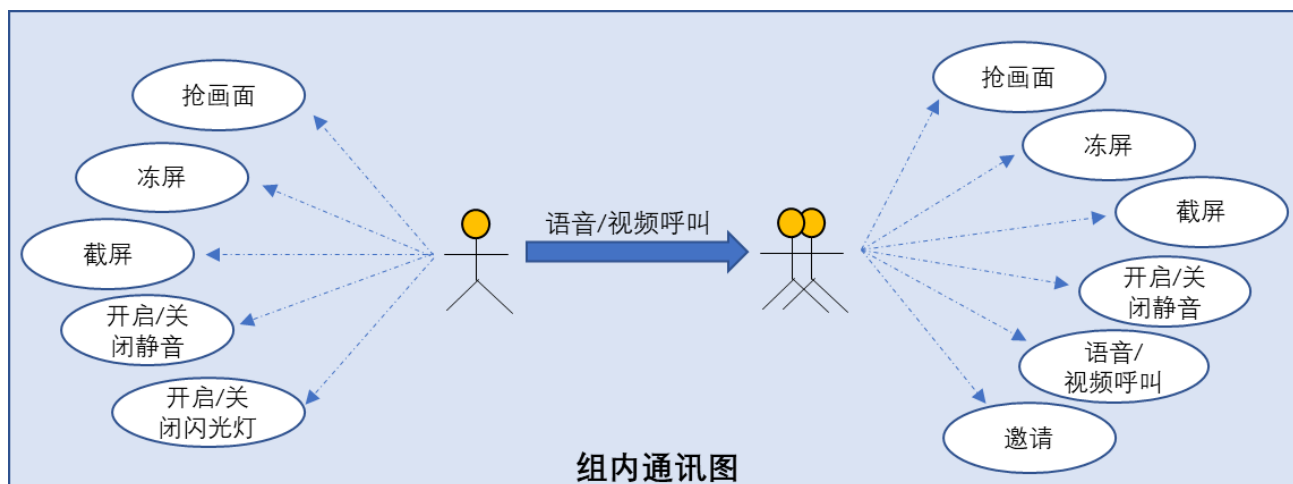 抢画面
冻屏
截屏
开启/关
闭静音
开启/关
闭闪光灯
语音/视频呼叫
抢画面
冻屏
截屏
开启/关
闭静音
语音/
视频呼叫
邀请
组内通讯图